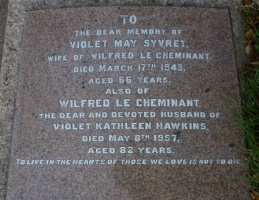 TO
THE DEAR MEMORY OF
VIOLET MAY SYVRET,
WIFE OF WILFRED LE CHEMINANT,
DIED MARCH 17TH 1943,
AGED 66 YEARS.
ALSO OF
WILFRED LE CHEMINANT,
THE DEAR AND DEVOTED HUSBAND OF
VIOLET KATHLEEN HAWKINS,
DIED MAY 8TH 1957,
AGED 82 YEARS.
TO LIVE IN THE HEARTS OF THOSE WE LOVE IS NOT TO DIE.